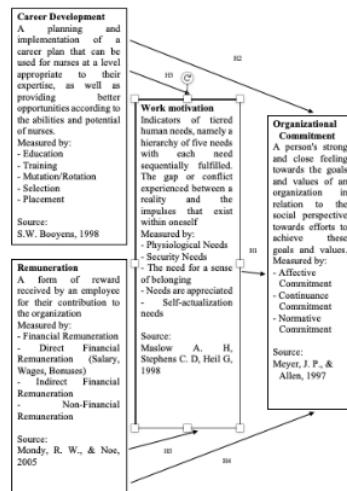 Career Development
A planning and
implementation of a
career plan that can be
used for nurses at a level
appropriate to their
expertise, as well as
providing better
opportunities according to
the abilities and potential
of nurses.
Measured by:
- Education
- Training
- Mutation/Rotation
- Selection
- Placement
Source:
S.W. Booyens, 1998
H2
H3
Work motivation
Indicators of tiered
human needs, namely a
hierarchy of five needs
with each need
sequentially fulfilled.
The gap or conflict
experienced between a
reality and the
impulses that exist
within oneself
Measured by:
- Physiological Needs
- Security Needs
- The need for a sense
of belonging
- Needs are appreciated
- Self-actualization
needs
Source:
Maslow A. H,
Stephens C. D, Heil G,
1998
H1
Organizational
Commitment
A person's strong
and close feeling
towards the goals
and values of an
organization in
relation to the
social perspective
towards efforts to
achieve these
goals and values.
Measured by:
- Affective
Commitment
- Continuance
Commitment
- Normative
Commitment
Source:
Meyer, J. P., &
Allen, 1997
Remuneration
A form of reward
received by an employee
for their contribution to
the organization
Measured by:
- Financial Remuneration
- Direct Financial
Remuneration (Salary,
Wages, Bonuses)
- Indirect Financial
Remuneration
- Non-Financial
Remuneration
Source:
Mondy, R. W., & Noe,
2005
H5
H4